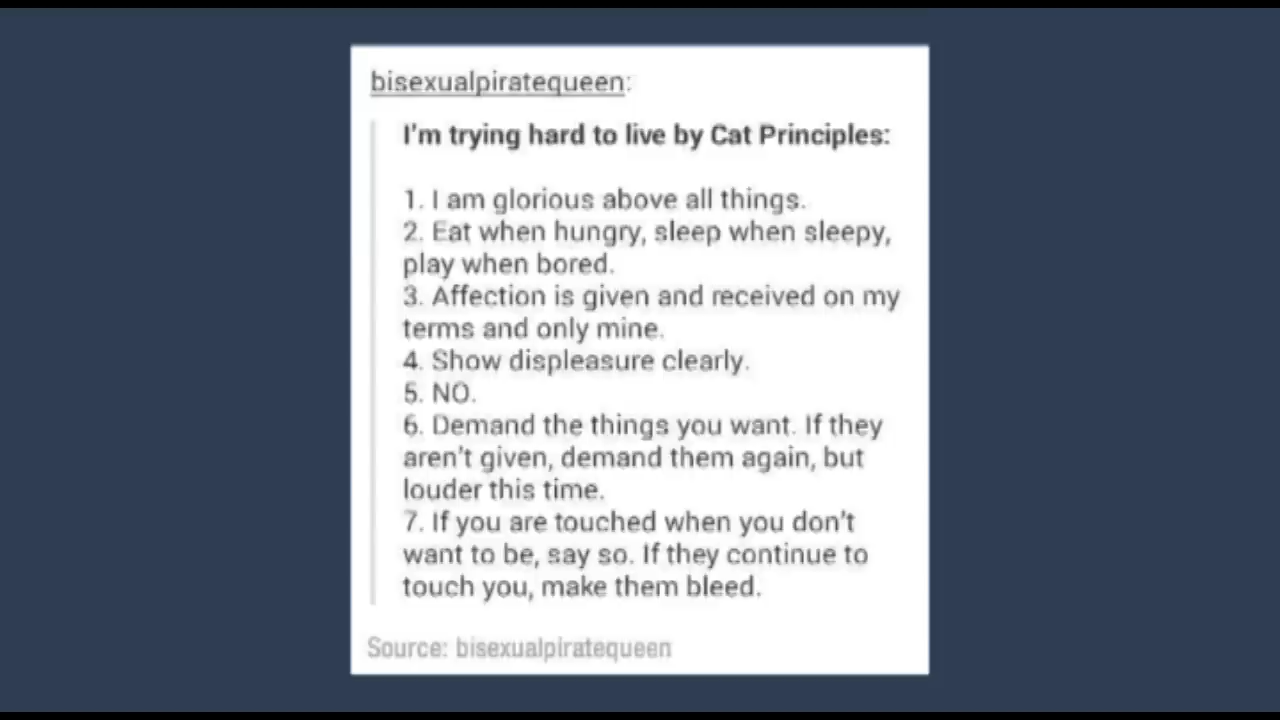 bisexualpiratequeen:
I'm trying hard to live by Cat Principles:
1. I am glorious above all things.
2. Eat when hungry, sleep when sleepy,
play when bored.
3. Affection is given and received on my
terms and only mine.
4. Show displeasure clearly.
5. NO.
6. Demand the things you want. If they
aren't given, demand them again, but
louder this time.
7. If you are touched when you don't
want to be, say so. If they continue to
touch you, make them bleed.
Source: bisexualpiratequeen